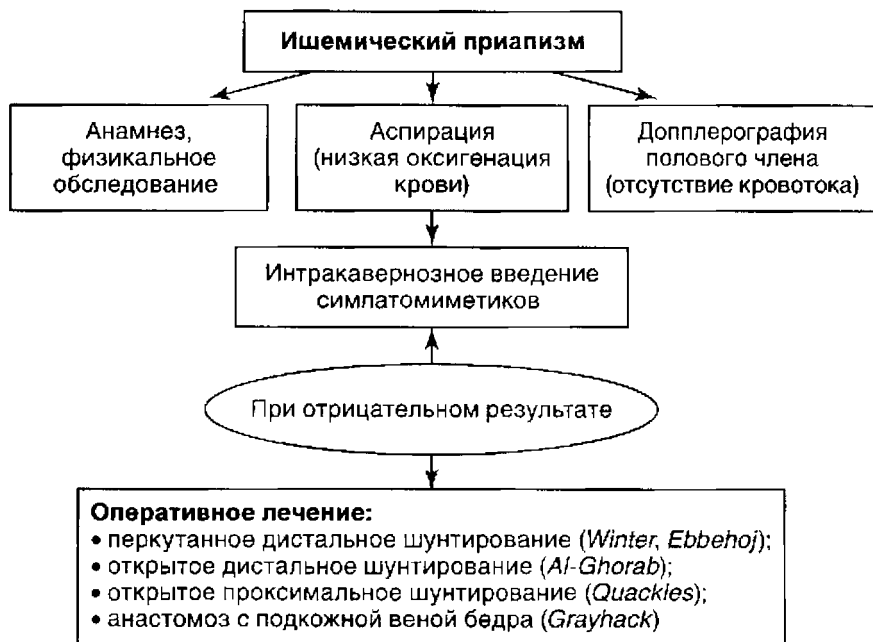 Ишемический приапизм
Анамнез,
физикальное
обследование
Аспирация
(низкая оксигенация
крови)
Допплерография
полового члена
(отсутствие кровотока)
Интракавернозное введение
симлатомиметиков
При отрицательном результате
Оперативное лечение:
• перкутанное дистальное шунтирование (Winter, Ebbehoj);
• открытое дистальное шунтирование (Al-Ghorab);
• открытое проксимальное шунтирование (Quackles);
• анастомоз с подкожной веной бедра (Grayhack)